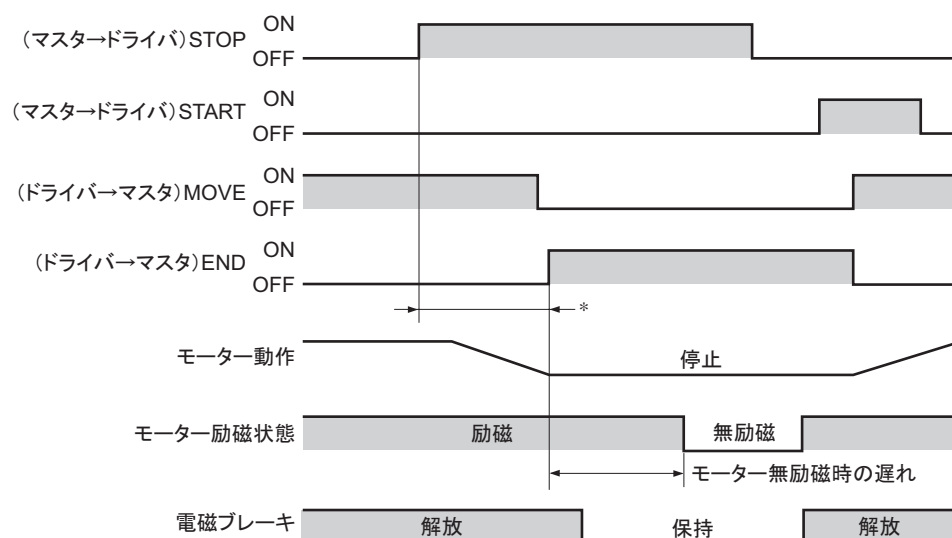 ON
(マスタ→ドライバ)STOP
OFF
ON
(マスタ→ドライバ)START
OFF
ON
(ドライバ→マスタ)MOVE
OFF
ON
(ドライバ→マスタ)END
OFF
*
モーター動作
停止
モーター励磁状態
励磁
無励磁
モーター無励磁時の遅れ
電磁ブレーキ
解放
保持
解放